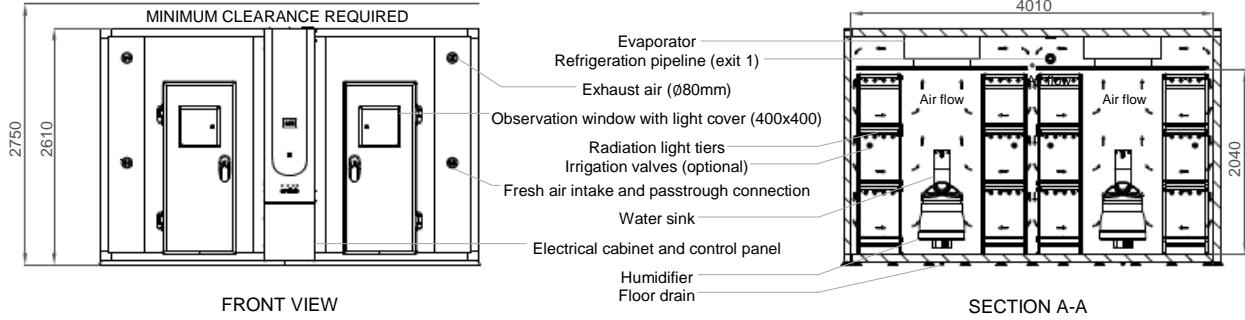 MINIMUM CLEARANCE REQUIRED
2750
2610
Evaporator
Refrigeration pipeline (exit 1)
Exhaust air (Ø80mm)
Observation window with light cover (400x400)
Radiation light tiers
Irrigation valves (optional)
Fresh air intake and passtrough connection
Water sink
Electrical cabinet and control panel
Humidifier
Floor drain
FRONT VIEW
4010
Air flow
Air flow
Air flow
2040
SECTION A-A